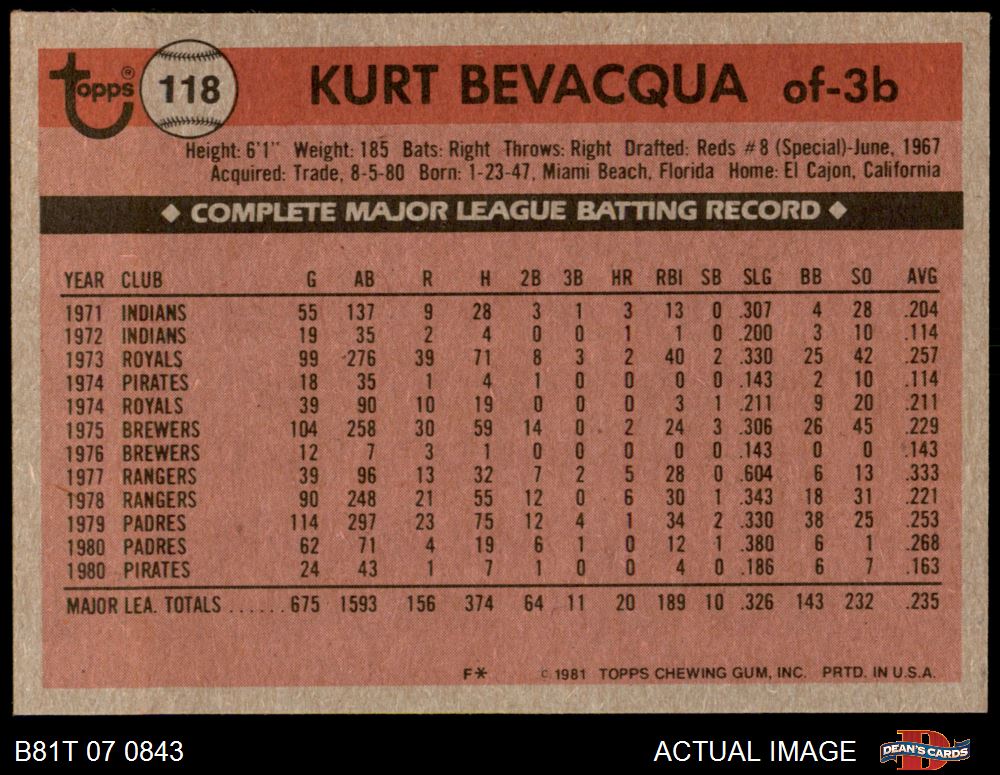 topps® 118 KURT BEVACQUA of-3b
Height: 6'1" Weight: 185 Bats: Right Throws: Right Drafted: Reds #8 (Special)-June, 1967
Acquired: Trade, 8-5-80 Born: 1-23-47, Miami Beach, Florida Home: El Cajon, California
◆ COMPLETE MAJOR LEAGUE BATTING RECORD ◆
YEAR CLUB G AB R H 2B 3B HR RBI SB SLG BB SO AVG
1971 INDIANS 55 137 9 28 3 1 3 13 0 .307 4 28 .204
1972 INDIANS 19 35 2 4 0 0 1 1 0 .200 3 10 .114
1973 ROYALS 99 276 39 71 8 3 2 40 2 .330 25 42 .257
1974 PIRATES 18 35 1 4 1 0 0 0 0 .143 2 10 .114
1974 ROYALS 39 90 10 19 0 0 0 3 1 .211 9 20 .211
1975 BREWERS 104 258 30 59 14 0 2 24 3 .306 26 45 .229
1976 BREWERS 12 7 3 1 0 0 0 0 0 .143 0 0 .143
1977 RANGERS 39 96 13 32 7 2 5 28 0 .604 6 13 .333
1978 RANGERS 90 248 21 55 12 0 6 30 1 .343 18 31 .221
1979 PADRES 114 297 23 75 12 4 1 34 2 .330 38 25 .253
1980 PADRES 62 71 4 19 6 1 0 12 1 .380 6 1 .268
1980 PIRATES 24 43 1 7 1 0 0 4 0 .186 6 7 .163
MAJOR LEA. TOTALS ...... 675 1593 156 374 64 11 20 189 10 .326 143 232 .235
F* © 1981 TOPPS CHEWING GUM, INC. PRTD. IN U.S.A.
B81T 07 0843 ACTUAL IMAGE DEAN'S CARDS